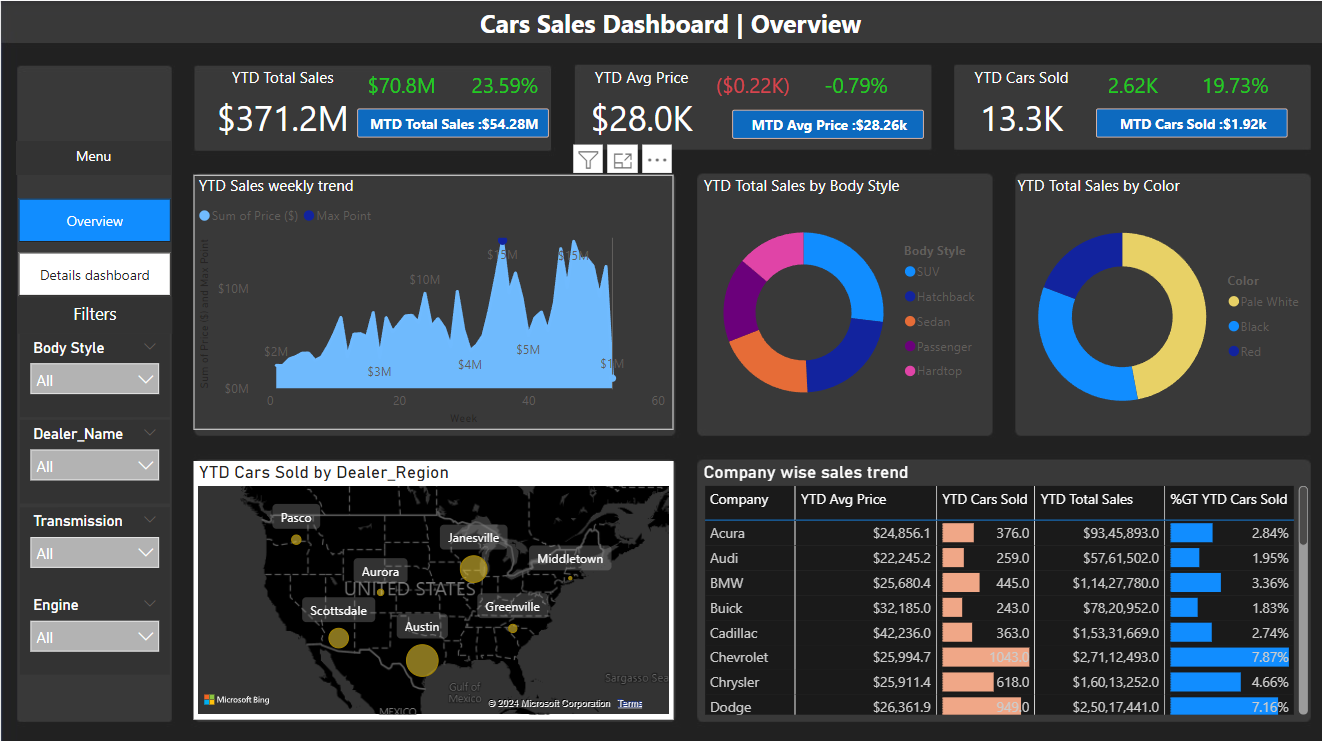 Cars Sales Dashboard | Overview
YTD Total Sales
$70.8M
23.59%
$371.2M
MTD Total Sales :$54.28M
YTD Avg Price
($0.22K)
-0.79%
$28.0K
MTD Avg Price :$28.26k
YTD Cars Sold
2.62K
19.73%
13.3K
MTD Cars Sold :$1.92k
Menu
Overview
Details dashboard
Filters
Body Style
All
Dealer_Name
All
Transmission
All
Engine
All
YTD Sales weekly trend
Sum of Price ($)
Max Point
Sum of Price ($) and Max Point
$10M
$0M
$2M
$3M
$10M
$4M
$15M
$5M
$15M
$1M
0
20
40
60
Week
YTD Total Sales by Body Style
Body Style
SUV
Hatchback
Sedan
Passenger
Hardtop
YTD Total Sales by Color
Color
Pale White
Black
Red
YTD Cars Sold by Dealer_Region
Pasco
Janesville
Middletown
Aurora
UNITED STATES
Scottsdale
Greenville
Austin
Sargasso Sea
Gulf of
Mexico
MEXICO
Microsoft Bing
© 2024 Microsoft Corporation Terms
Company wise sales trend
Company YTD Avg Price YTD Cars Sold YTD Total Sales %GT YTD Cars Sold
Acura $24,856.1 376.0 $93,45,893.0 2.84%
Audi $22,245.2 259.0 $57,61,502.0 1.95%
BMW $25,680.4 445.0 $1,14,27,780.0 3.36%
Buick $32,185.0 243.0 $78,20,952.0 1.83%
Cadillac $42,236.0 363.0 $1,53,31,669.0 2.74%
Chevrolet $25,994.7 1043.0 $2,71,12,493.0 7.87%
Chrysler $25,911.4 618.0 $1,60,13,252.0 4.66%
Dodge $26,361.9 949.0 $2,50,17,441.0 7.16%